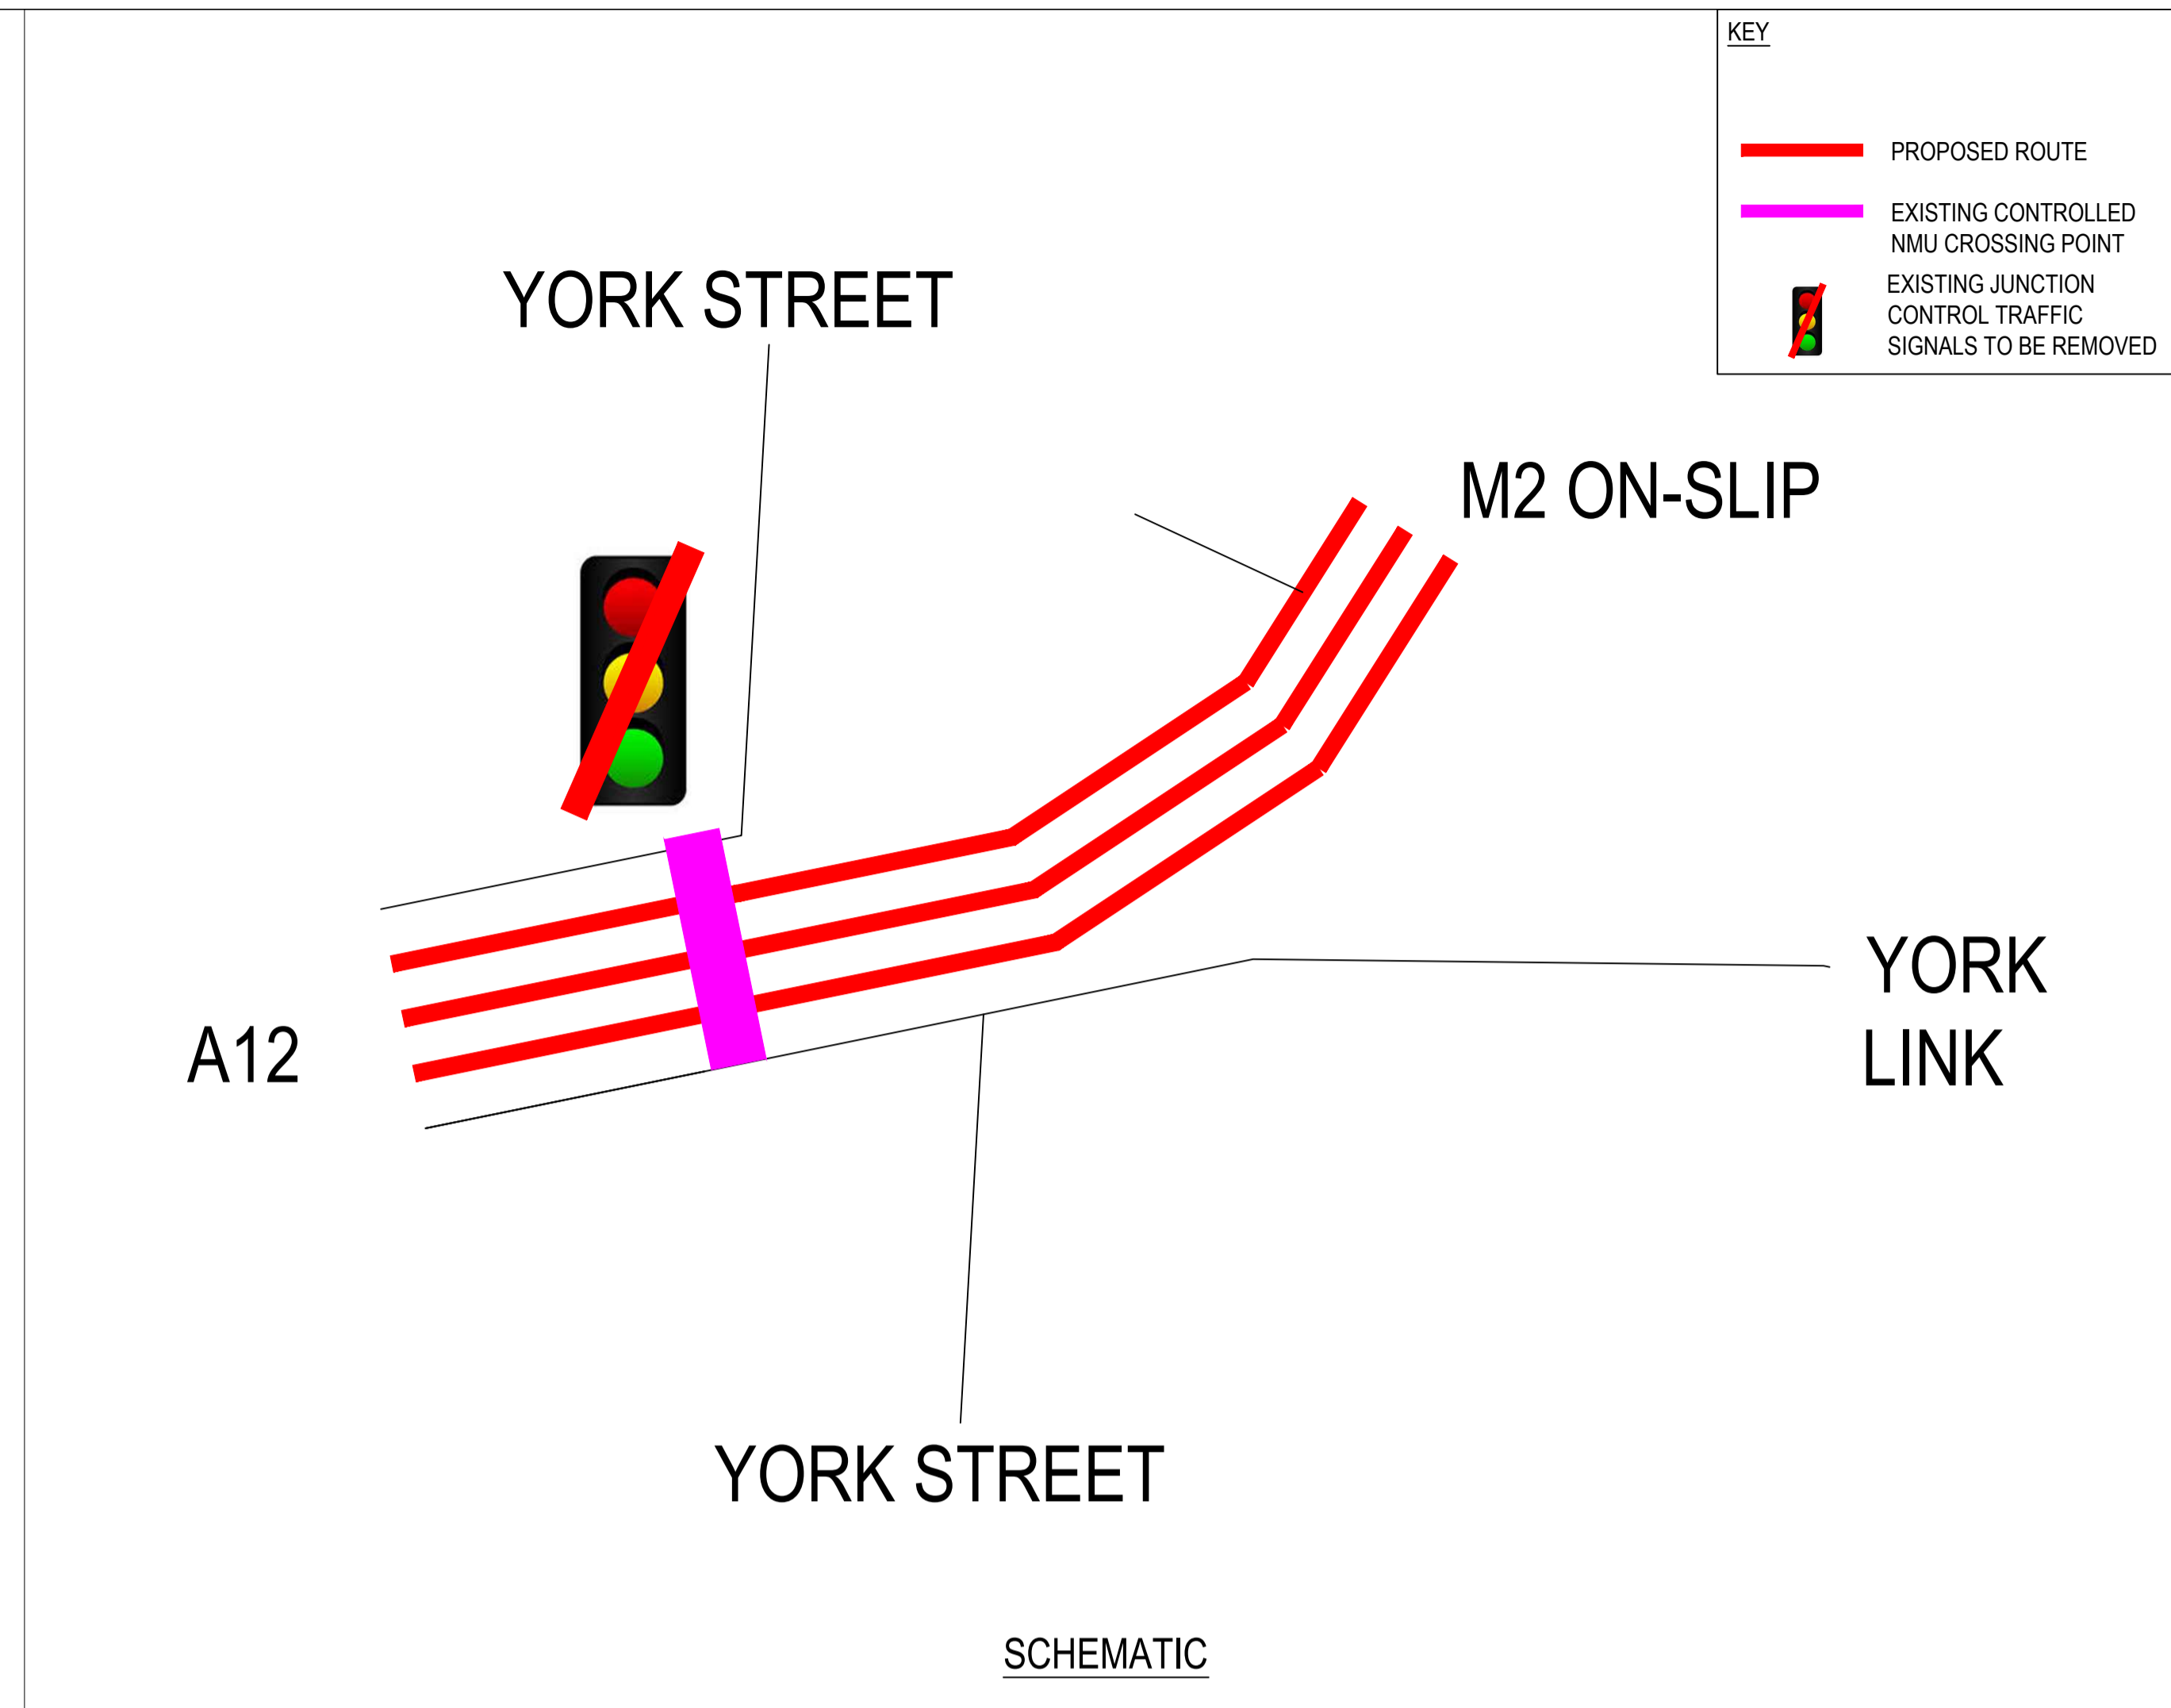 KEY
PROPOSED ROUTE
EXISTING CONTROLLED
NMU CROSSING POINT
EXISTING JUNCTION
CONTROL TRAFFIC
SIGNALS TO BE REMOVED
YORK STREET
M2 ON-SLIP
YORK
LINK
A12
YORK STREET
SCHEMATIC